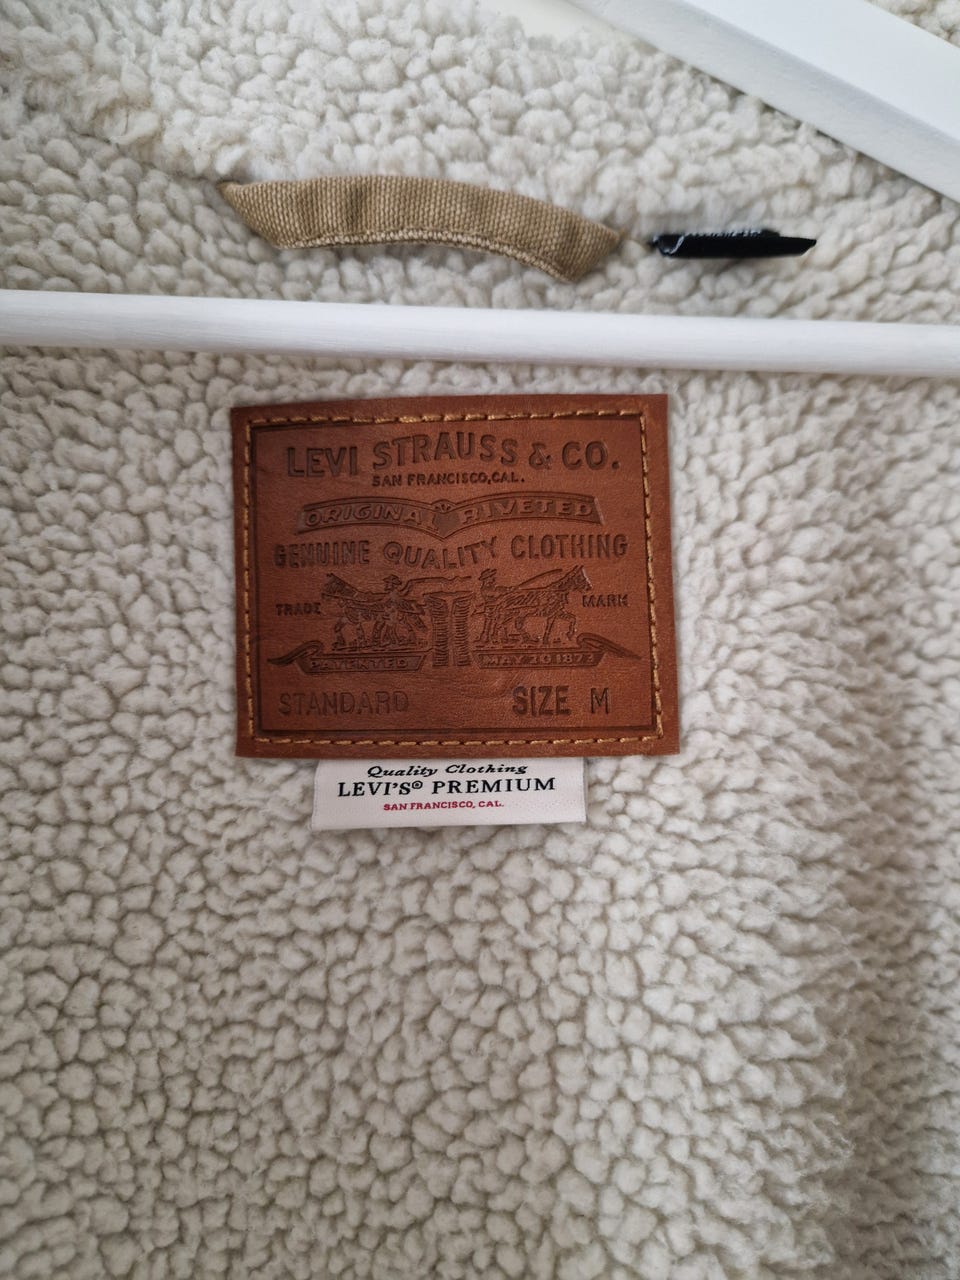 LEVI STRAUSS & CO.
SAN FRANCISCO, CAL.
ORIGINAL RIVETED
GENUINE QUALITY CLOTHING
TRADE MARK
PATENTED MAY 20 1873
STANDARD SIZE M
Quality Clothing
LEVI'S® PREMIUM
SAN FRANCISCO, CAL.